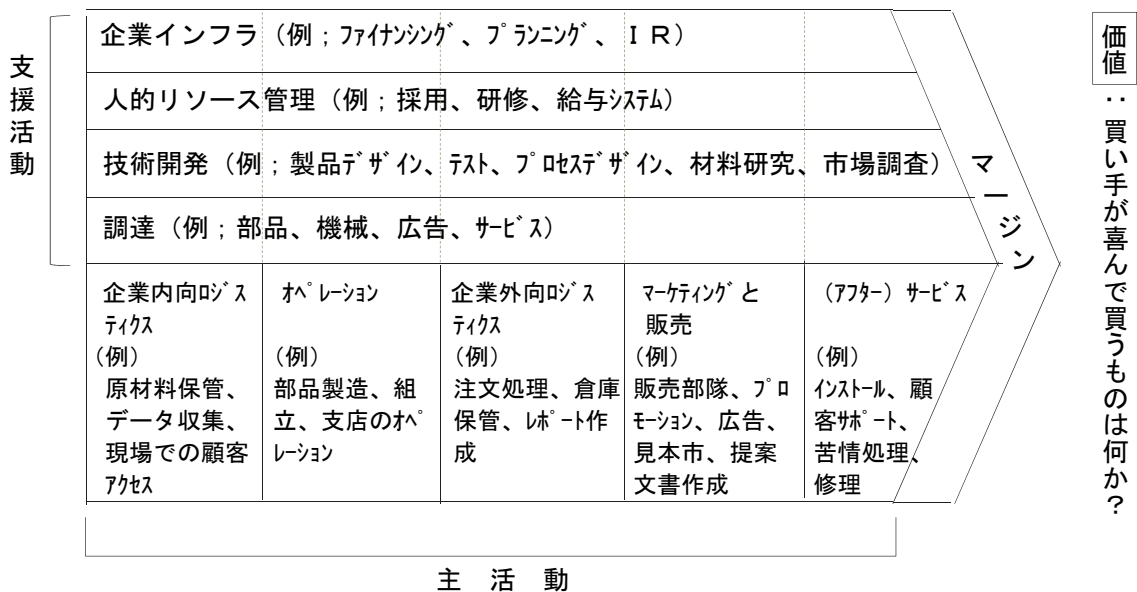 支援活動
企業インフラ（例；ﾌｧｲﾅﾝｼﾝｸﾞ、ﾌﾟﾗﾝﾆﾝｸﾞ、ＩＲ）
人的リソース管理（例；採用、研修、給与ｼｽﾃﾑ）
技術開発（例；製品ﾃﾞｻﾞｲﾝ、ﾃｽﾄ、ﾌﾟﾛｾｽﾃﾞｻﾞｲﾝ、材料研究、市場調査）
調達（例；部品、機械、広告、ｻｰﾋﾞｽ）
マージン
企業内向ﾛｼﾞｽ
ﾃｨｸｽ
（例）
原材料保管、
データ収集、
現場での顧客
ｱｸｾｽ
ｵﾍﾟﾚｰｼｮﾝ
（例）
部品製造、組
立、支店のｵﾍﾟ
ﾚｰｼｮﾝ
企業外向ﾛｼﾞｽ
ﾃｨｸｽ
（例）
注文処理、倉庫
保管、ﾚﾎﾟｰﾄ作
成
ﾏｰｹﾃｨﾝｸﾞと
販売
（例）
販売部隊、ﾌﾟﾛ
ﾓｰｼｮﾝ、広告、
見本市、提案
文書作成
（ｱﾌﾀｰ）ｻｰﾋﾞｽ
（例）
ｲﾝｽﾄｰﾙ、顧
客ｻﾎﾟｰﾄ、
苦情処理、
修理
主活動
価値：買い手が喜んで買うものは何か？